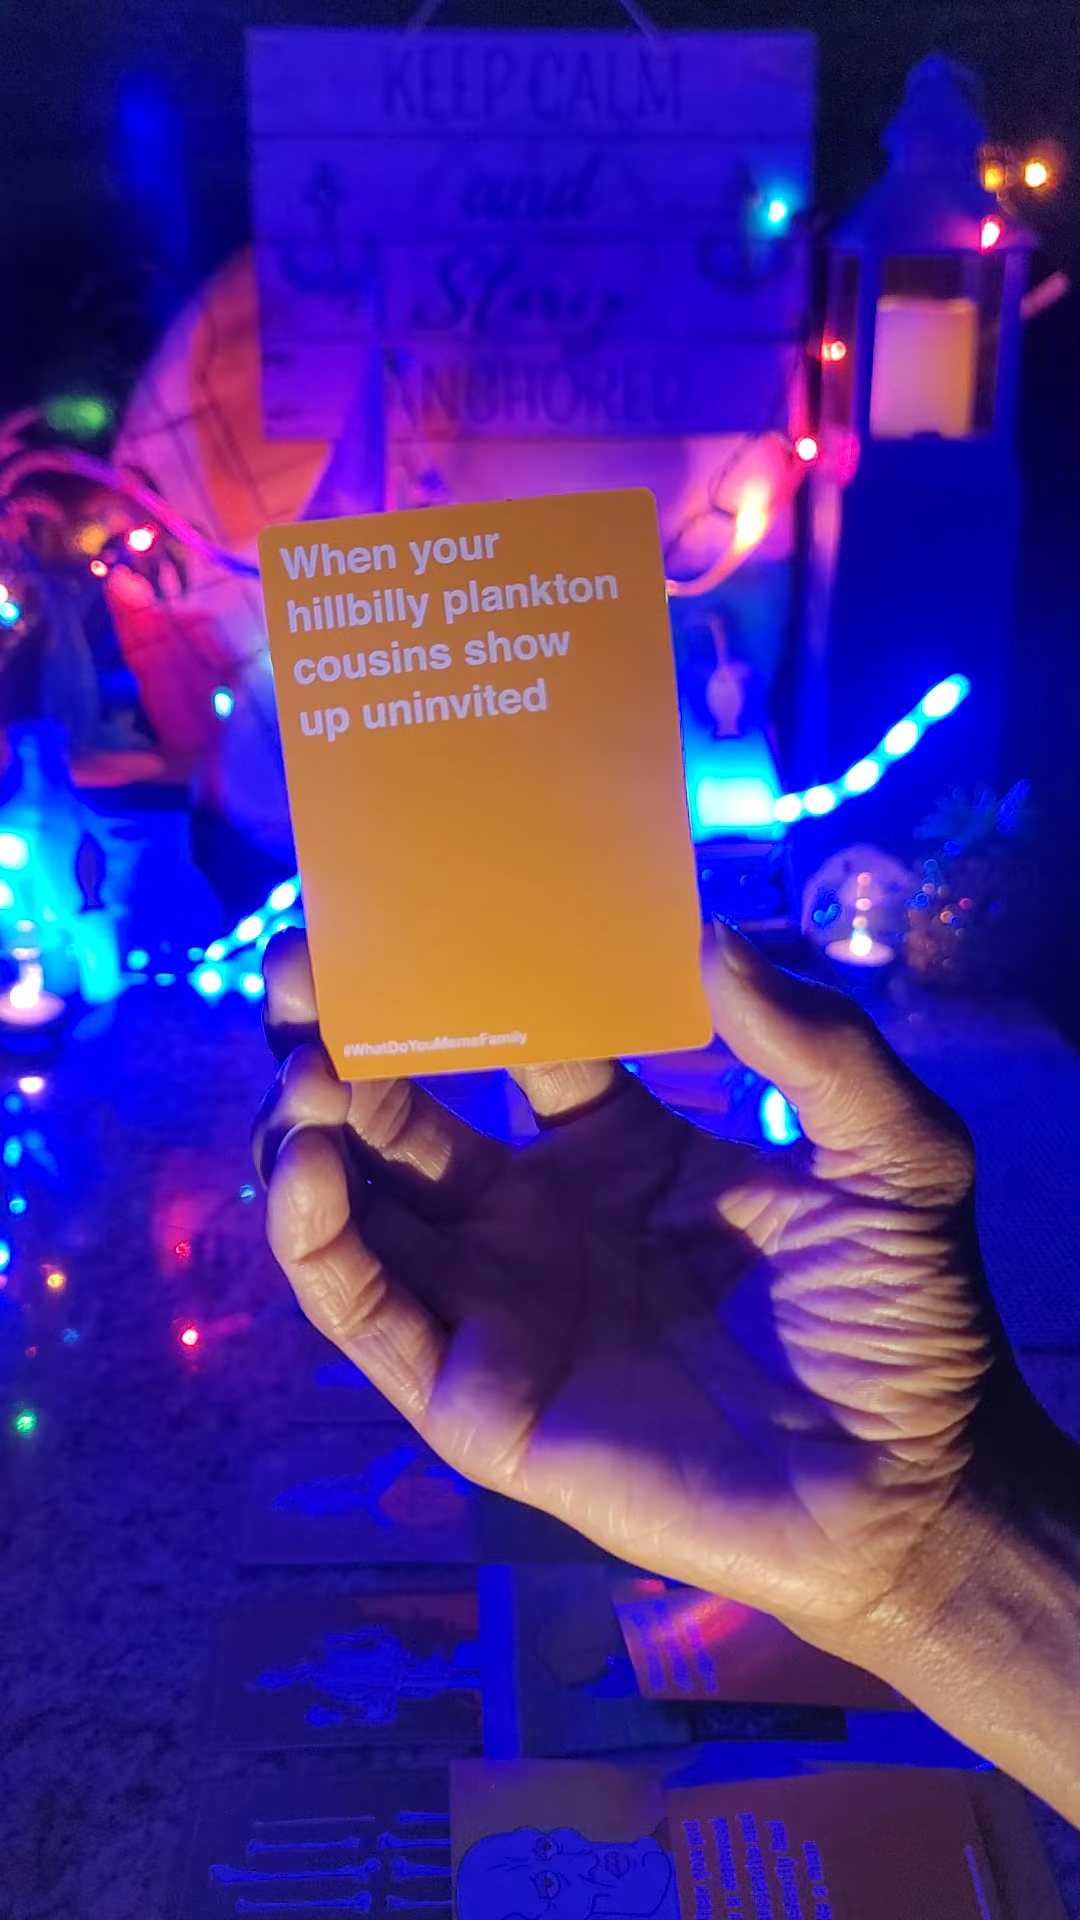 KEEP CALM
and
Stay
ANCHORED
When your
hillbilly plankton
cousins show
up uninvited
#WhatDoYouMemeFamily